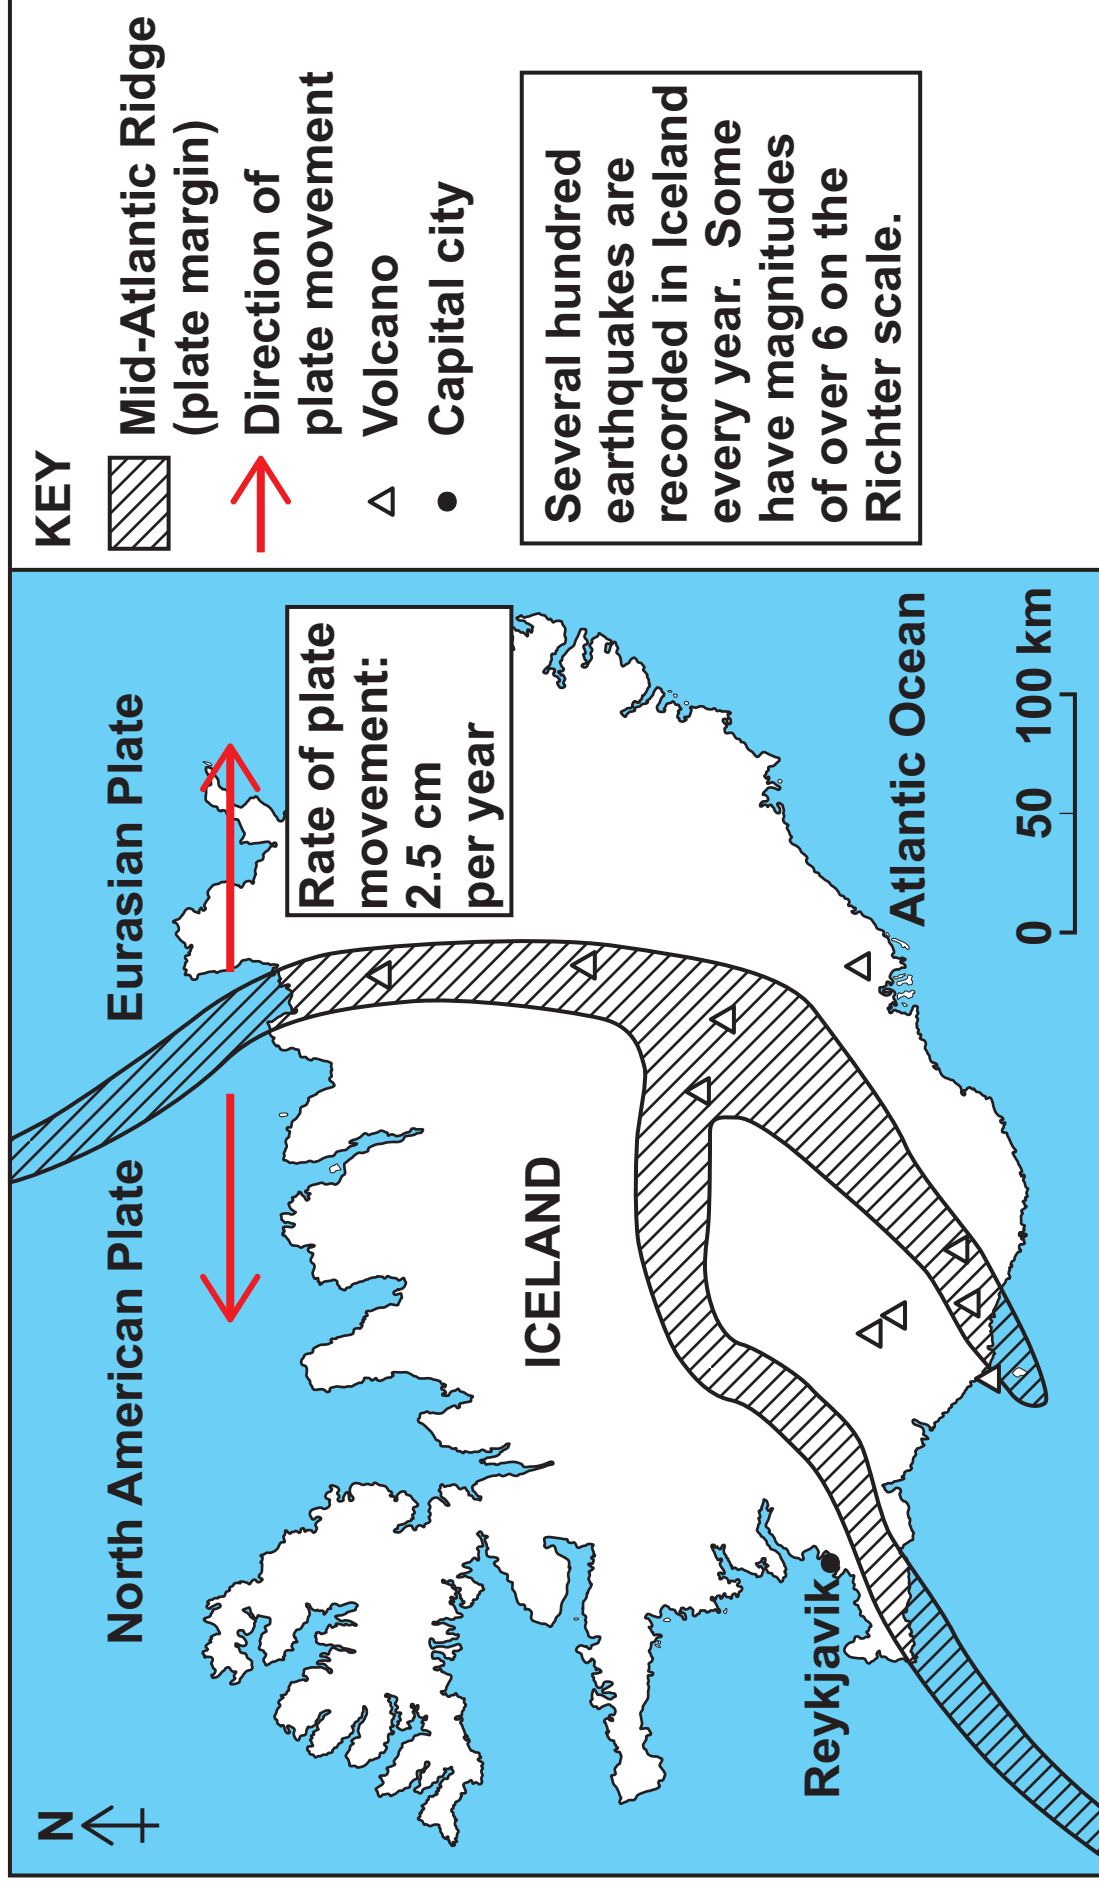 N
North American Plate
Eurasian Plate
Rate of plate
movement:
2.5 cm
per year
ICELAND
Reykjavik
Atlantic Ocean
0 50 100 km
KEY
Mid-Atlantic Ridge
(plate margin)
Direction of
plate movement
Volcano
Capital city
Several hundred
earthquakes are
recorded in Iceland
every year. Some
have magnitudes
of over 6 on the
Richter scale.